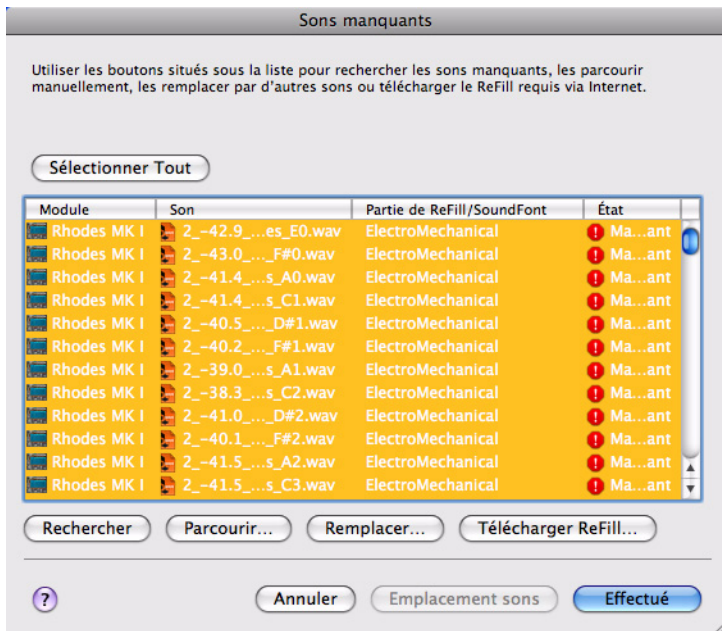 Sons manquants
Utiliser les boutons situés sous la liste pour rechercher les sons manquants, les parcourir
manuellement, les remplacer par d'autres sons ou télécharger le ReFill requis via Internet.
Sélectionner Tout
Module Son Partie de ReFill/SoundFont État
Rhodes MK I 2_-42.9_...es_E0.wav ElectroMechanical Ma...ant
Rhodes MK I 2_-43.0_..._F#0.wav ElectroMechanical Ma...ant
Rhodes MK I 2_-41.4_...s_A0.wav ElectroMechanical Ma...ant
Rhodes MK I 2_-41.4_...s_C1.wav ElectroMechanical Ma...ant
Rhodes MK I 2_-40.5_..._D#1.wav ElectroMechanical Ma...ant
Rhodes MK I 2_-40.2_..._F#1.wav ElectroMechanical Ma...ant
Rhodes MK I 2_-39.0_...s_A1.wav ElectroMechanical Ma...ant
Rhodes MK I 2_-38.3_...s_C2.wav ElectroMechanical Ma...ant
Rhodes MK I 2_-41.0_..._D#2.wav ElectroMechanical Ma...ant
Rhodes MK I 2_-40.1_..._F#2.wav ElectroMechanical Ma...ant
Rhodes MK I 2_-41.5_...s_A2.wav ElectroMechanical Ma...ant
Rhodes MK I 2_-41.5_...s_C3.wav ElectroMechanical Ma...ant
Rechercher Parcourir... Remplacer... Télécharger ReFill...
? Annuler Emplacement sons Effectué